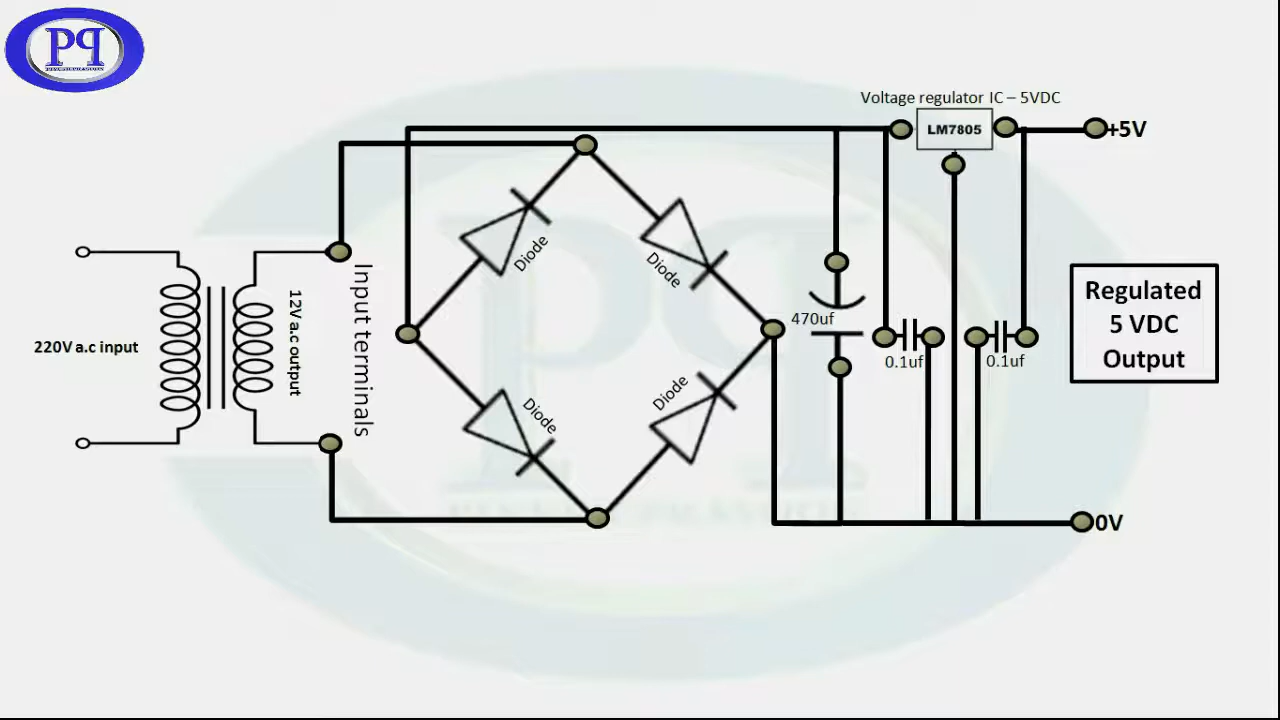 PP
Voltage regulator IC – 5VDC
LM7805
+5V
Diode
Diode
12V a.c output
Input terminals
220V a.c input
470uf
0.1uf
0.1uf
Regulated
5 VDC
Output
Diode
Diode
0V